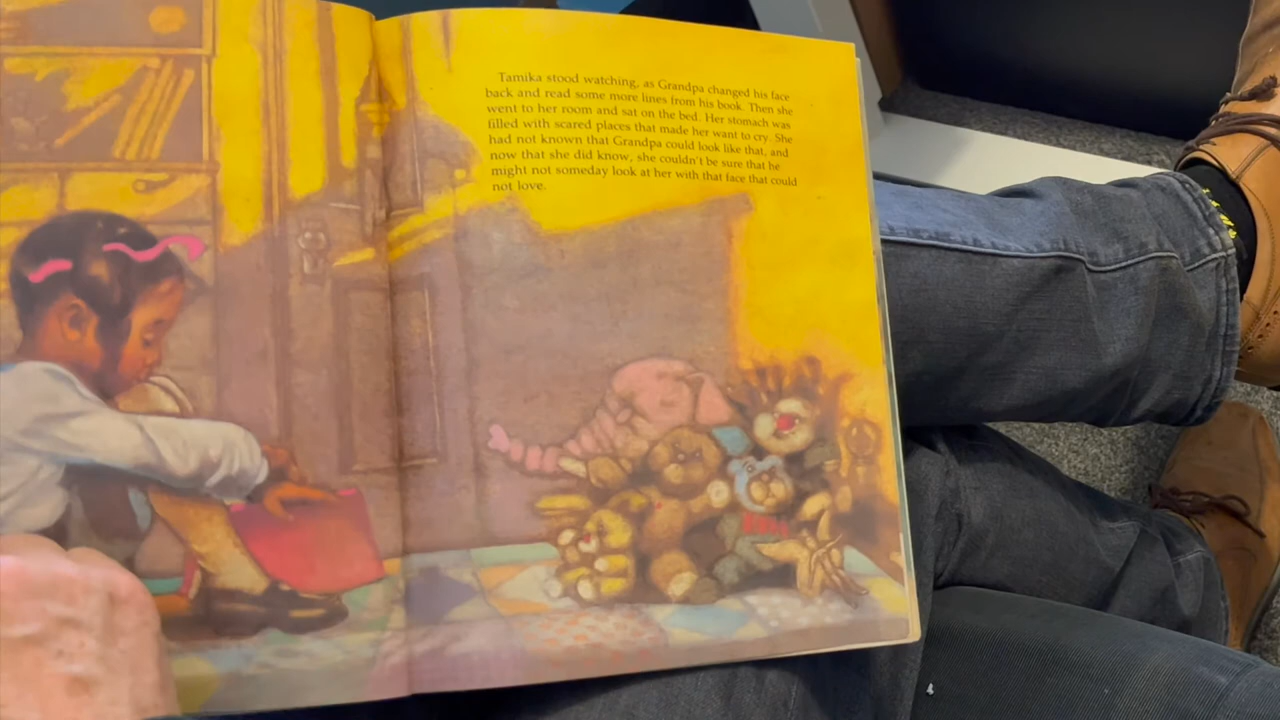 Tamika stood watching, as Grandpa changed his face
back and read some more lines from his book. Then she
went to her room and sat on the bed. Her stomach was
filled with scared places that made her want to cry. She
had not known that Grandpa could look like that, and
now that she did know, she couldn't be sure that he
might not someday look at her with that face that could
not love.